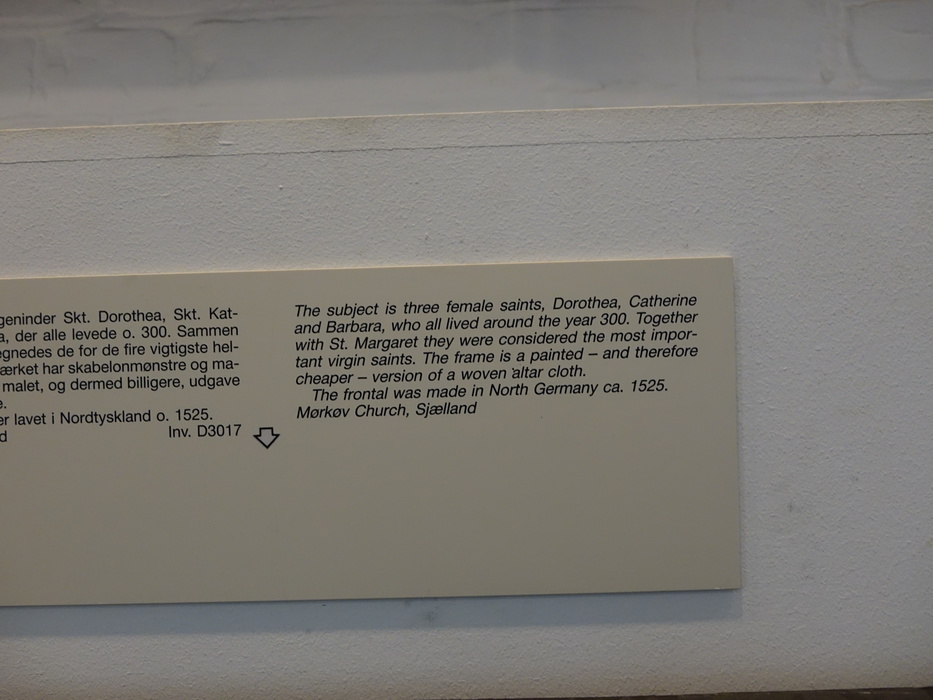 geninder Skt. Dorothea, Skt. Kat-
a, der alle levede o. 300. Sammen
egnedes de for de fire vigtigste hel-
ærket har skabelonmønstre og ma-
malet, og dermed billigere, udgave
e.
er lavet i Nordtyskland o. 1525.
d Inv. D3017
The subject is three female saints, Dorothea, Catherine
and Barbara, who all lived around the year 300. Together
with St. Margaret they were considered the most impor-
tant virgin saints. The frame is a painted – and therefore
cheaper – version of a woven altar cloth.
The frontal was made in North Germany ca. 1525.
Mørkøv Church, Sjælland